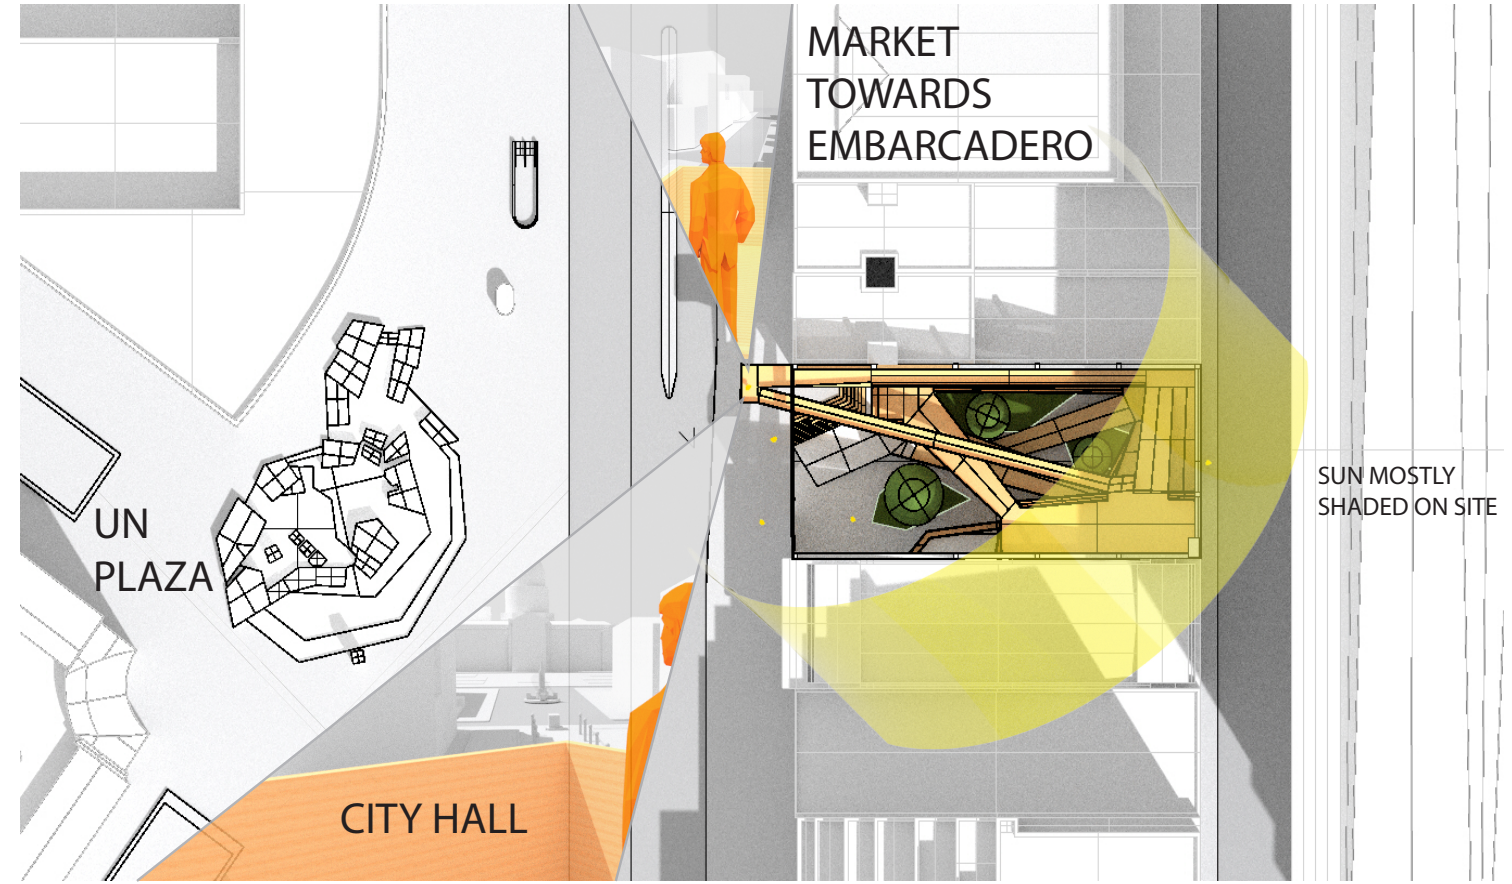 MARKET
TOWARDS
EMBARCADERO
SUN MOSTLY
SHADED ON SITE
UN
PLAZA
CITY HALL